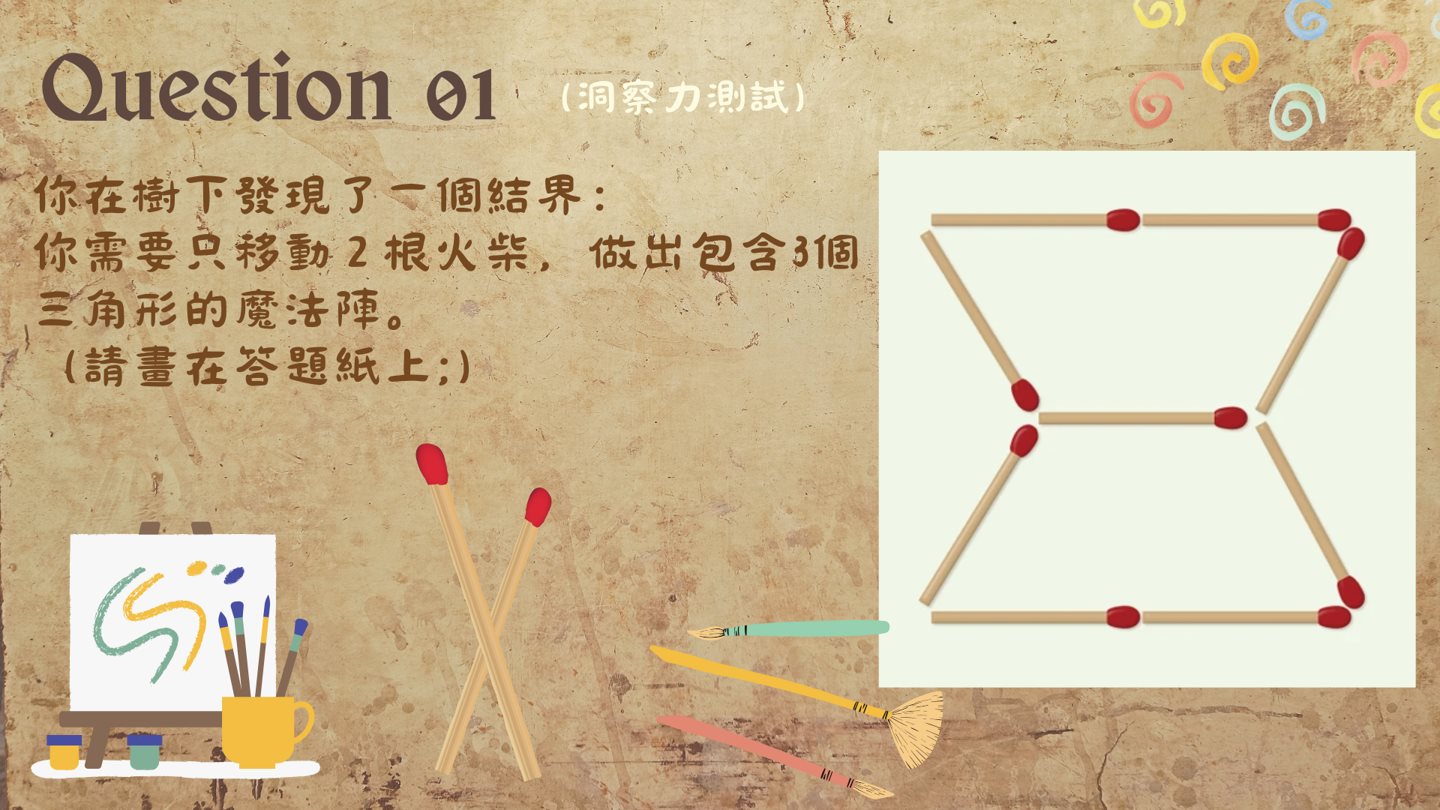 Question 01 (洞察力測試)
你在樹下發現了一個結界：
你需要只移動2根火柴，做出包含3個
三角形的魔法陣。
(請畫在答題紙上;)